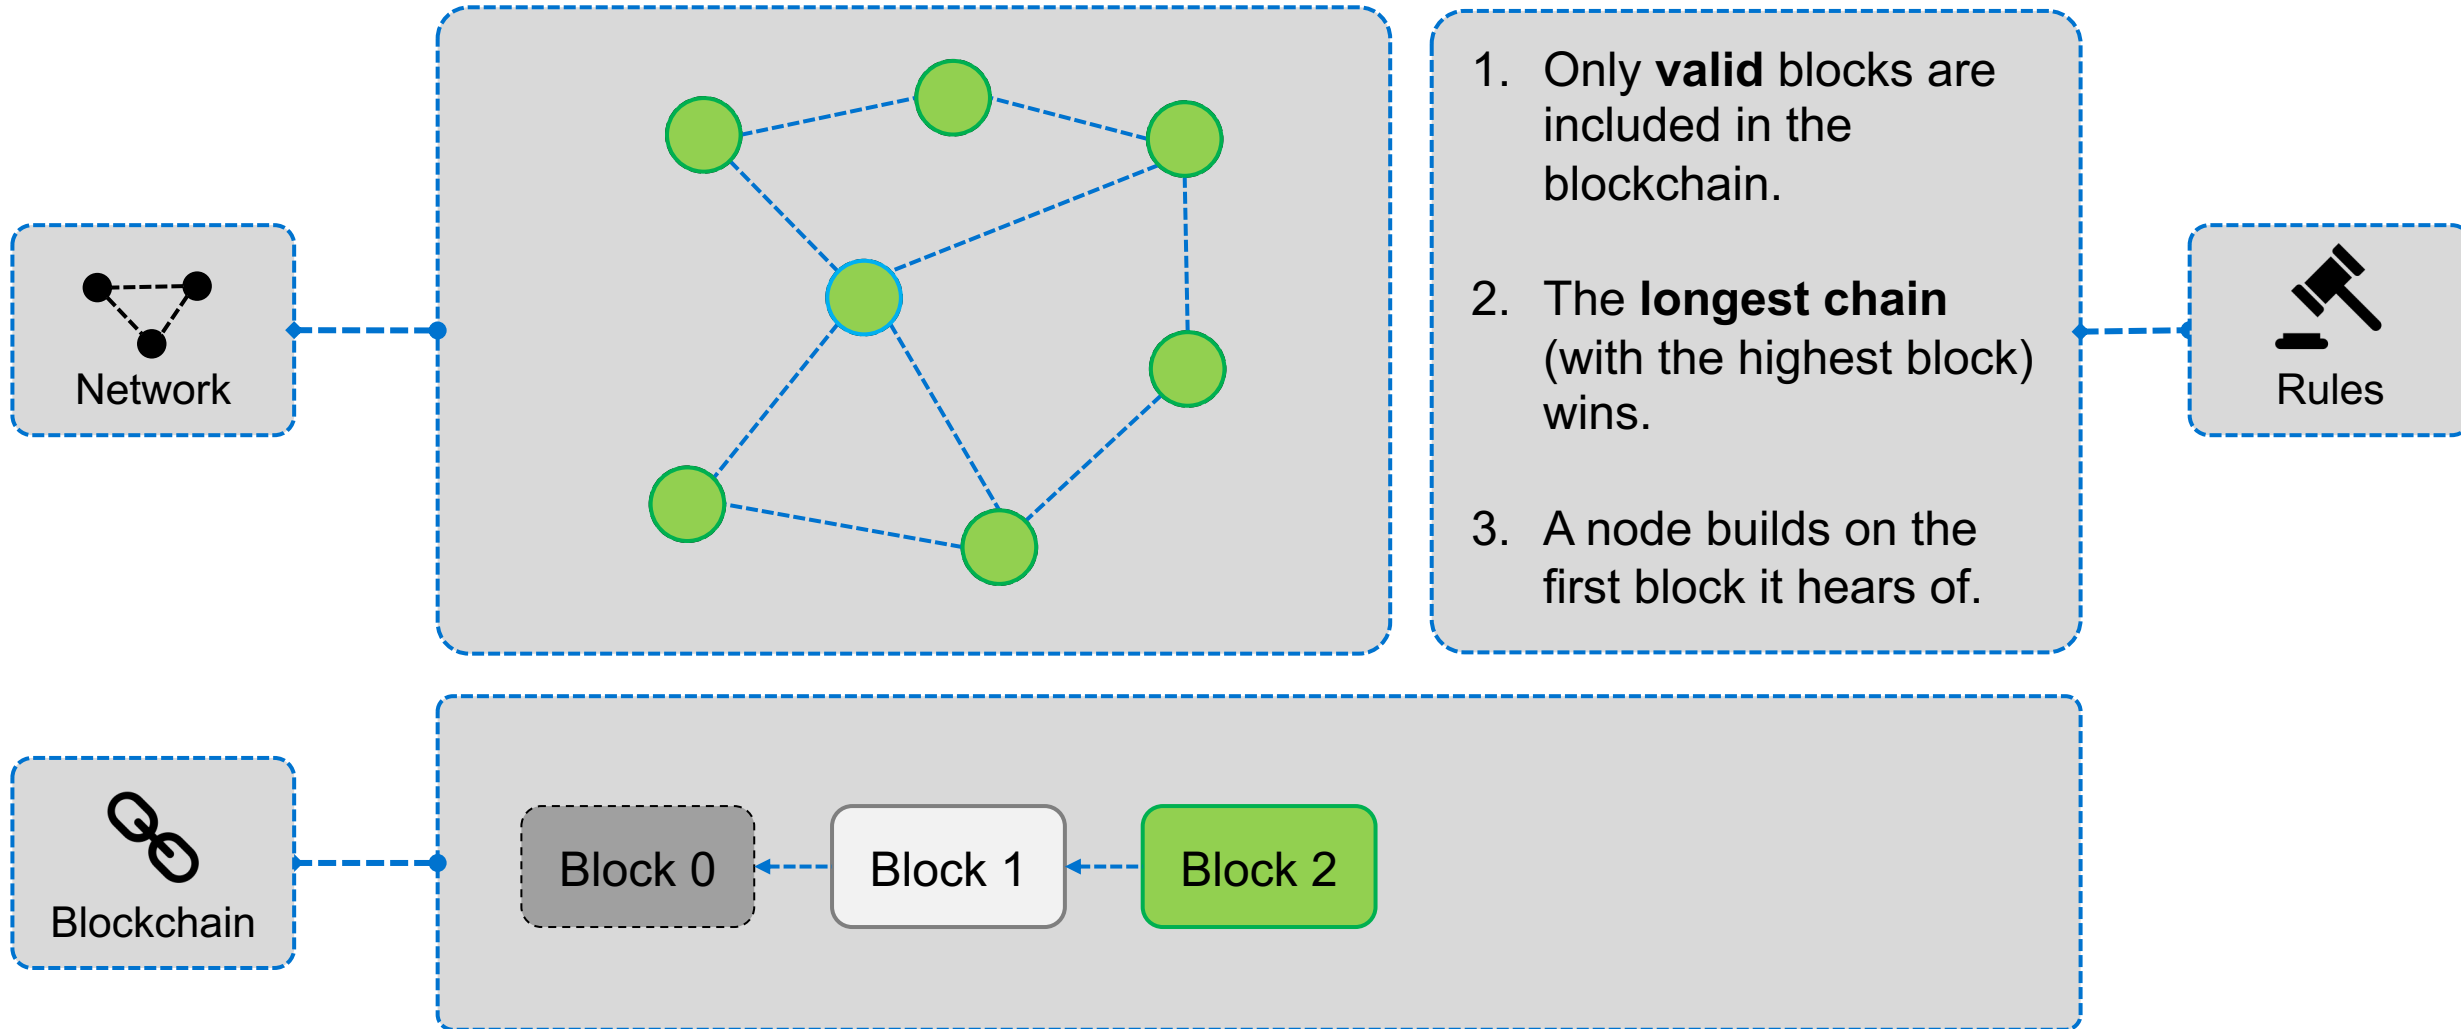 Network
1. Only valid blocks are
included in the
blockchain.
2. The longest chain
(with the highest block)
wins.
3. A node builds on the
first block it hears of.
Rules
Blockchain
Block 0
Block 1
Block 2